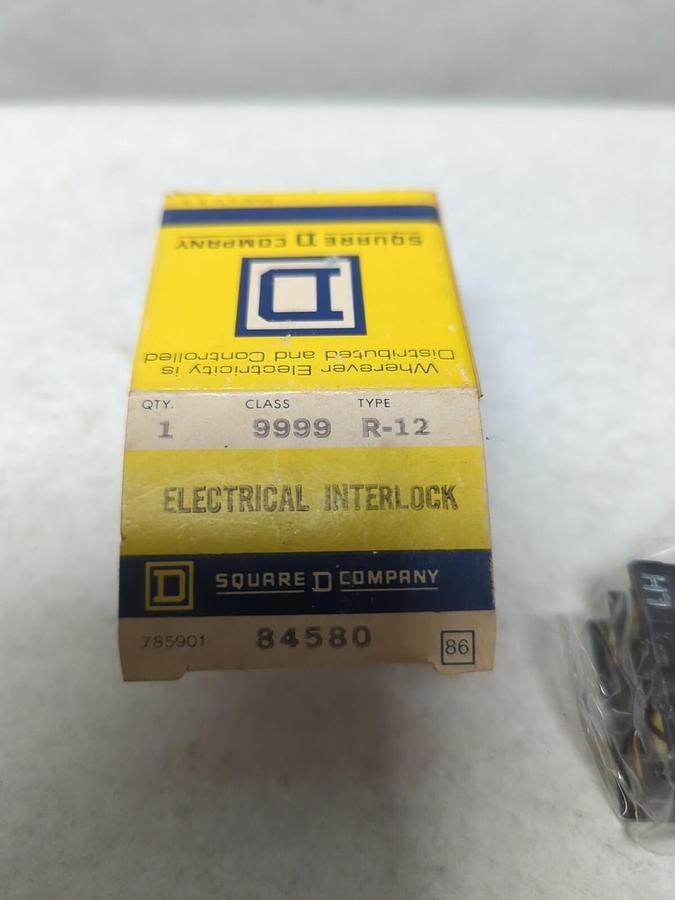 SQUARE D COMPANY
D
Wherever Electricity is
Distributed and Controlled
QTY. CLASS TYPE
1 9999 R-12
ELECTRICAL INTERLOCK
D SQUARE D COMPANY
785901 84580 86